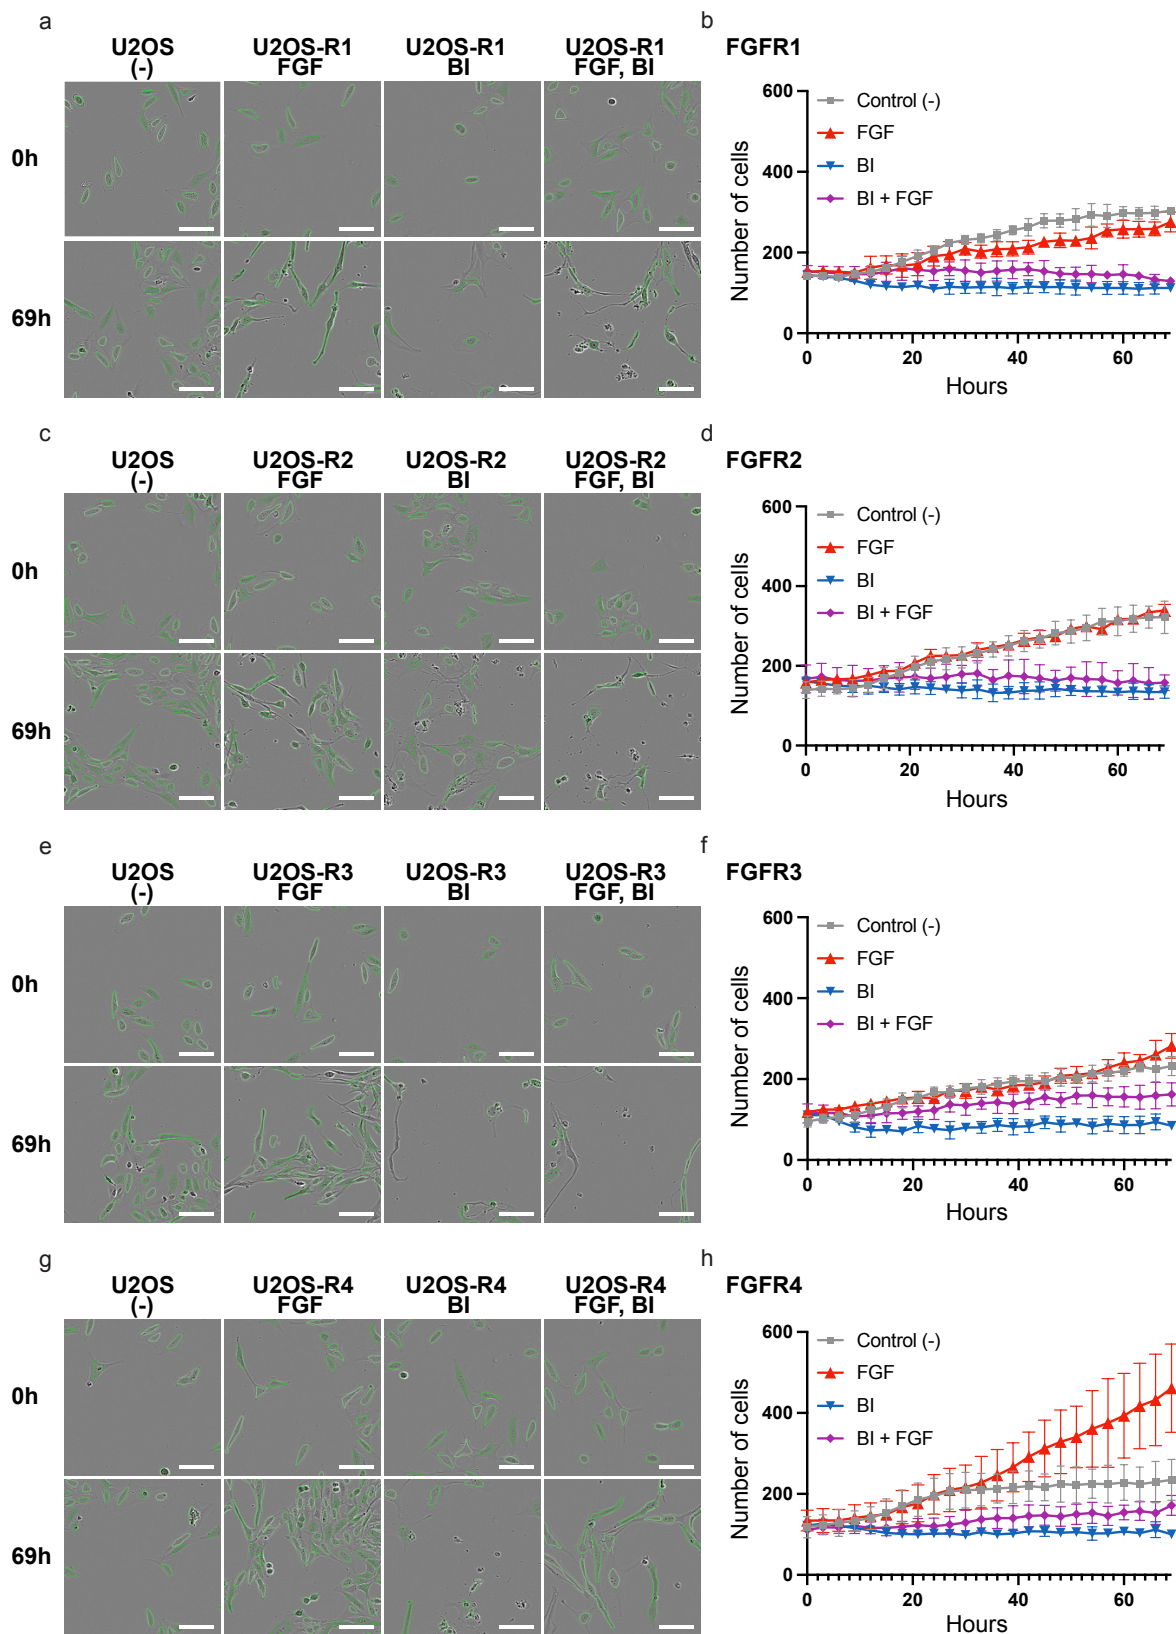 a
U2OS U2OS-R1 U2OS-R1 U2OS-R1
(-) FGF BI FGF, BI
0h
69h
b
FGFR1
Control (-)
FGF
BI
BI + FGF
Number of cells
600
400
200
0
0 20 40 60
Hours
c
U2OS U2OS-R2 U2OS-R2 U2OS-R2
(-) FGF BI FGF, BI
0h
69h
d
FGFR2
Control (-)
FGF
BI
BI + FGF
Number of cells
600
400
200
0
0 20 40 60
Hours
e
U2OS U2OS-R3 U2OS-R3 U2OS-R3
(-) FGF BI FGF, BI
0h
69h
f
FGFR3
Control (-)
FGF
BI
BI + FGF
Number of cells
600
400
200
0
0 20 40 60
Hours
g
U2OS U2OS-R4 U2OS-R4 U2OS-R4
(-) FGF BI FGF, BI
0h
69h
h
FGFR4
Control (-)
FGF
BI
BI + FGF
Number of cells
600
400
200
0
0 20 40 60
Hours